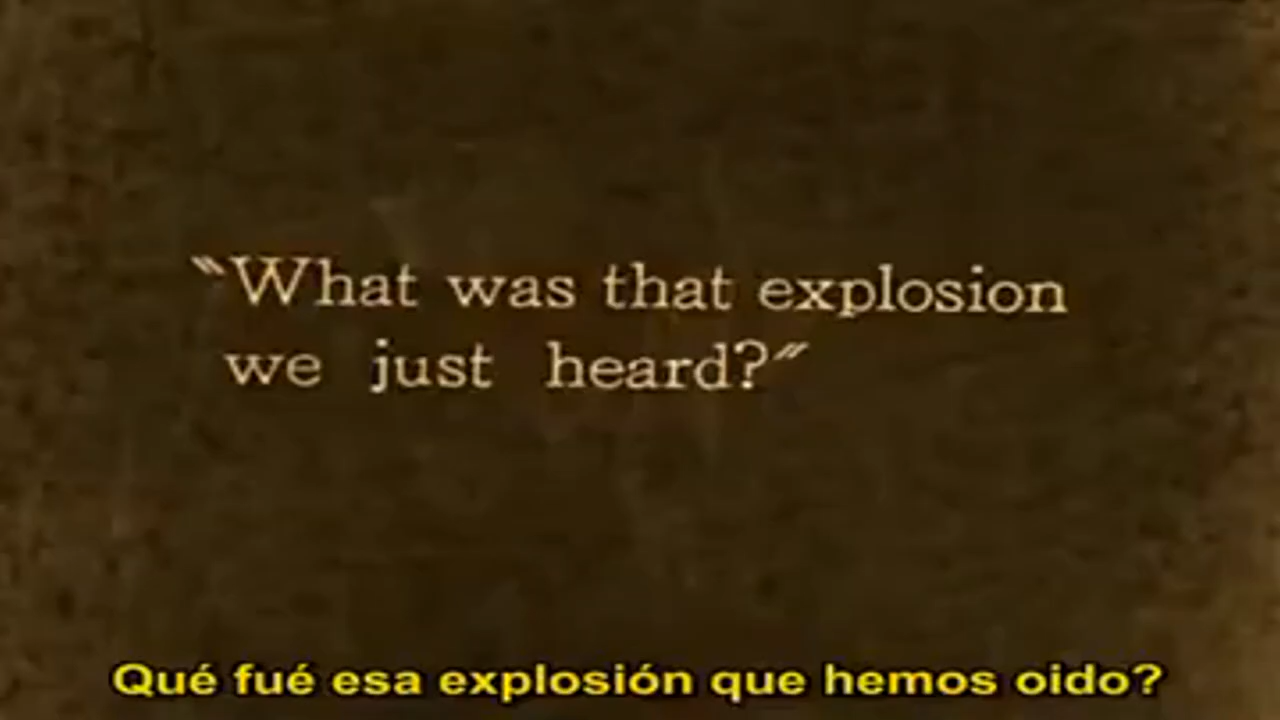 "What was that explosion
we just heard?"
Qué fué esa explosión que hemos oido?